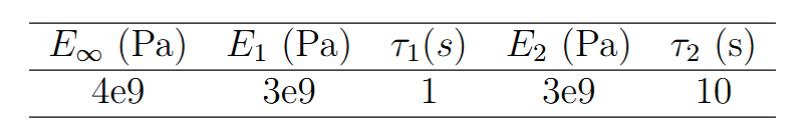 E∞ (Pa) E₁ (Pa) τ₁(s) E₂ (Pa) τ₂ (s)
4e9 3e9 1 3e9 10